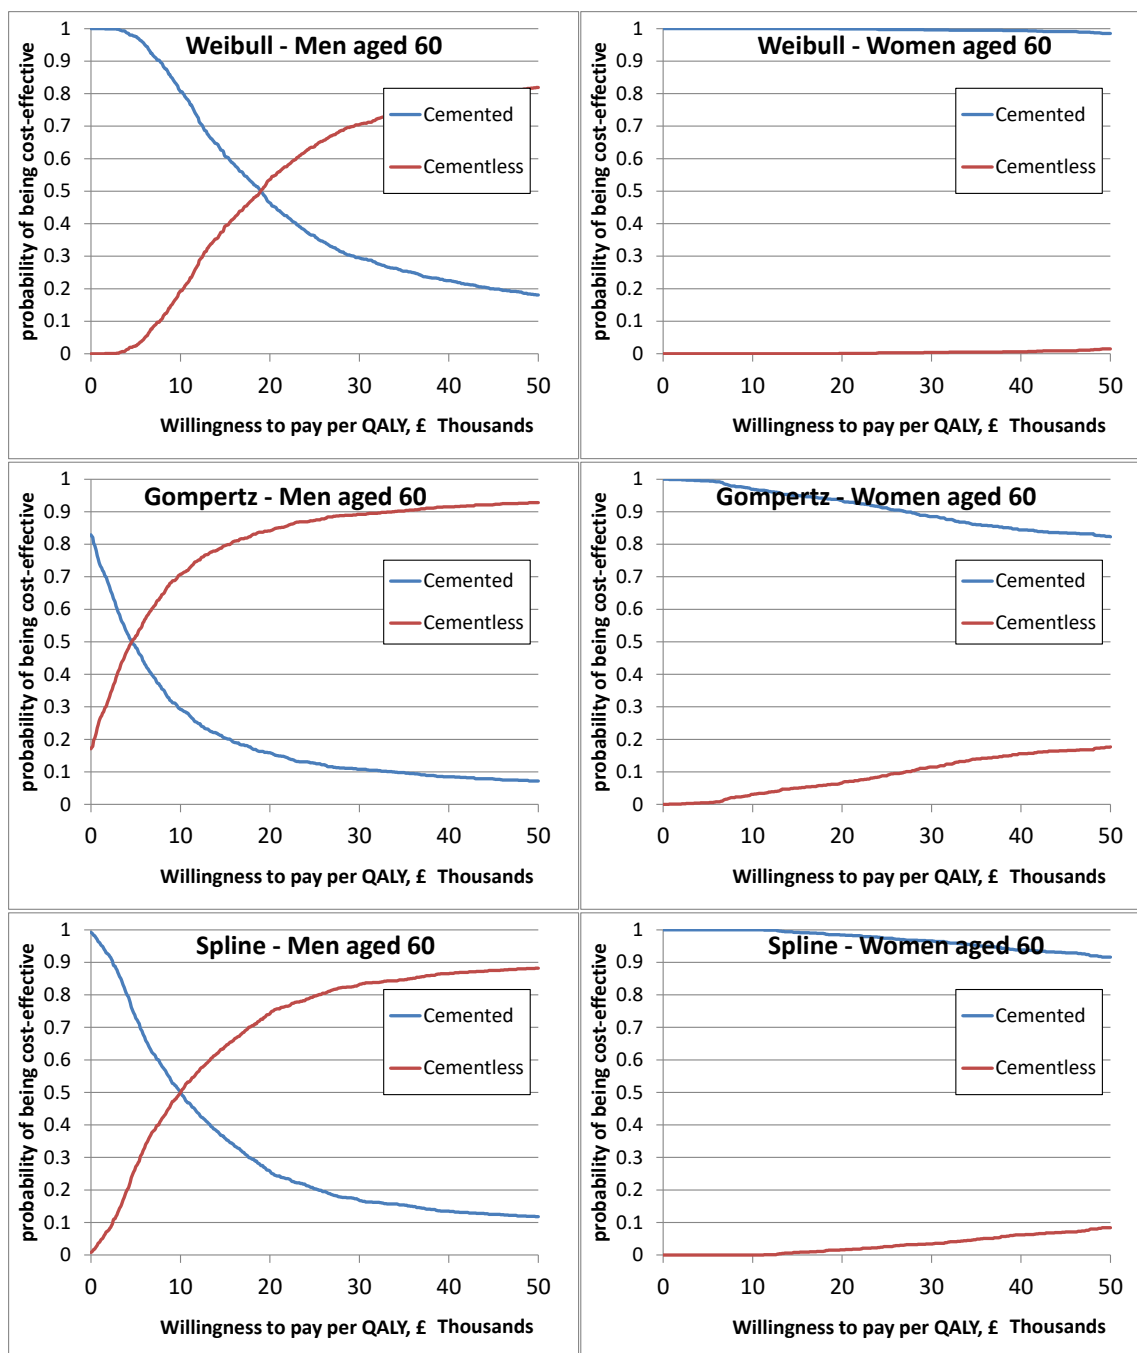 Weibull - Men aged 60
probability of being cost-effective
1
0.9
0.8
0.7
0.6
0.5
0.4
0.3
0.2
0.1
0
Cemented
Cementless
0 10 20 30 40 50
Willingness to pay per QALY, £ Thousands
Weibull - Women aged 60
probability of being cost-effective
1
0.9
0.8
0.7
0.6
0.5
0.4
0.3
0.2
0.1
0
Cemented
Cementless
0 10 20 30 40 50
Willingness to pay per QALY, £ Thousands
Gompertz - Men aged 60
probability of being cost-effective
1
0.9
0.8
0.7
0.6
0.5
0.4
0.3
0.2
0.1
0
Cemented
Cementless
0 10 20 30 40 50
Willingness to pay per QALY, £ Thousands
Gompertz - Women aged 60
probability of being cost-effective
1
0.9
0.8
0.7
0.6
0.5
0.4
0.3
0.2
0.1
0
Cemented
Cementless
0 10 20 30 40 50
Willingness to pay per QALY, £ Thousands
Spline - Men aged 60
probability of being cost-effective
1
0.9
0.8
0.7
0.6
0.5
0.4
0.3
0.2
0.1
0
Cemented
Cementless
0 10 20 30 40 50
Willingness to pay per QALY, £ Thousands
Spline - Women aged 60
probability of being cost-effective
1
0.9
0.8
0.7
0.6
0.5
0.4
0.3
0.2
0.1
0
Cemented
Cementless
0 10 20 30 40 50
Willingness to pay per QALY, £ Thousands